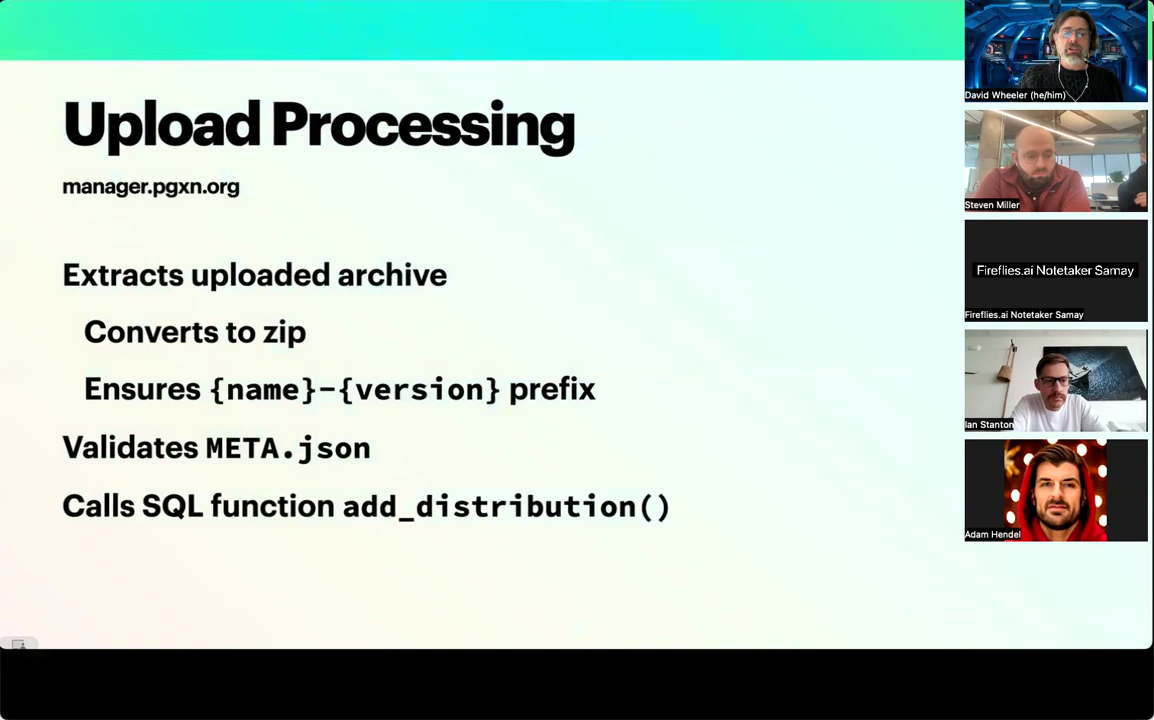 Upload Processing
manager.pgxn.org
Extracts uploaded archive
Converts to zip
Ensures {name}-{version} prefix
Validates META.json
Calls SQL function add_distribution()
David Wheeler (he/him)
Steven Miller
Fireflies.ai Notetaker Samay
Fireflies.ai Notetaker Samay
Ian Stanton
Adam Hendel